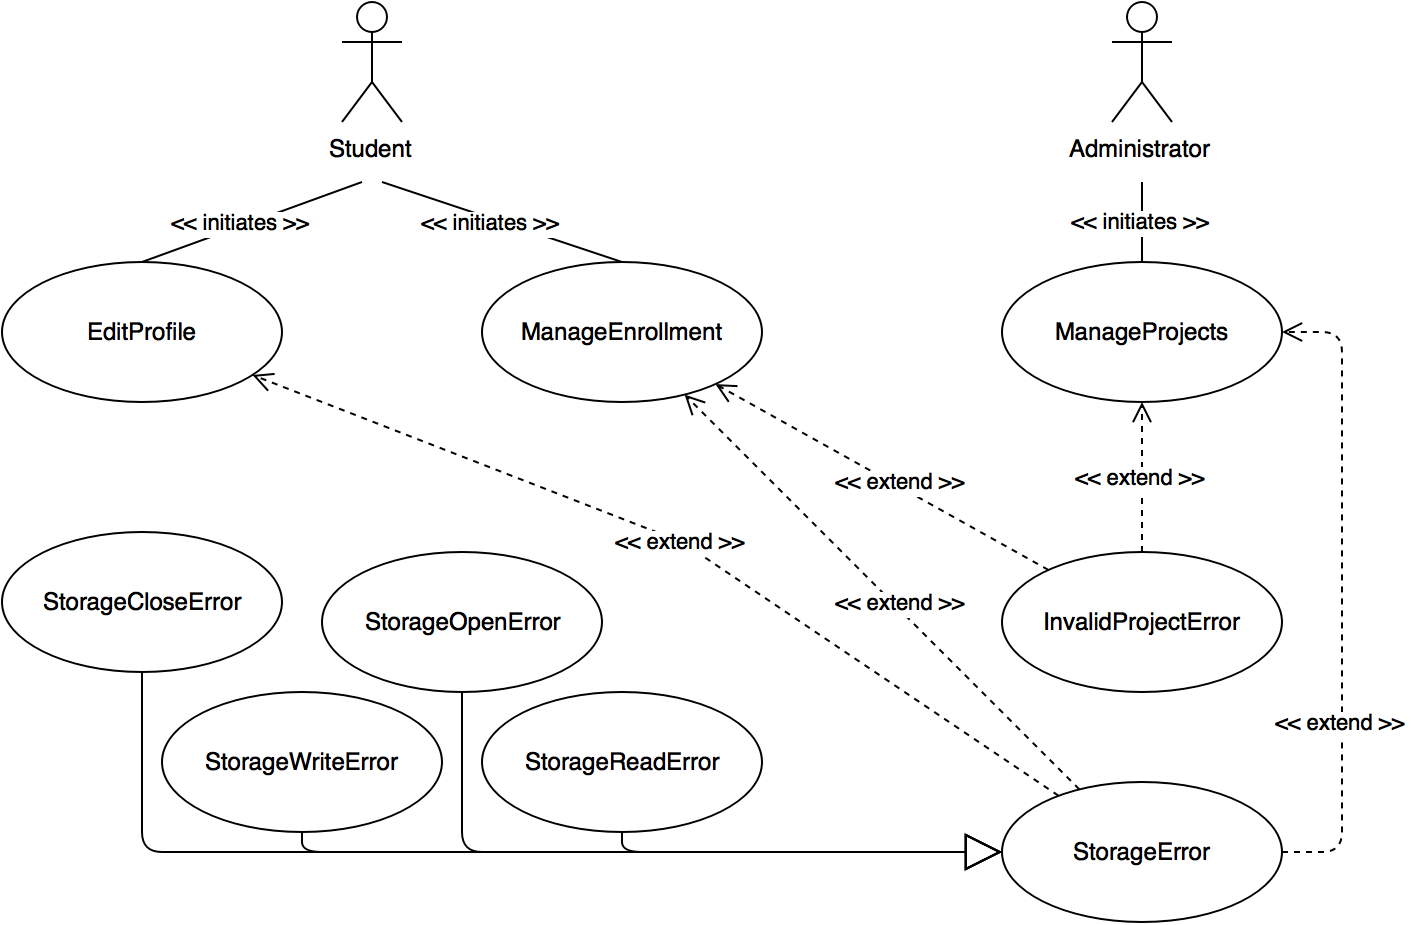 Student
Administrator
<< initiates >>
<< initiates >>
<< initiates >>
EditProfile
ManageEnrollment
ManageProjects
<< extend >>
<< extend >>
<< extend >>
StorageCloseError
<< extend >>
StorageOpenError
InvalidProjectError
<< extend >>
StorageWriteError
StorageReadError
StorageError